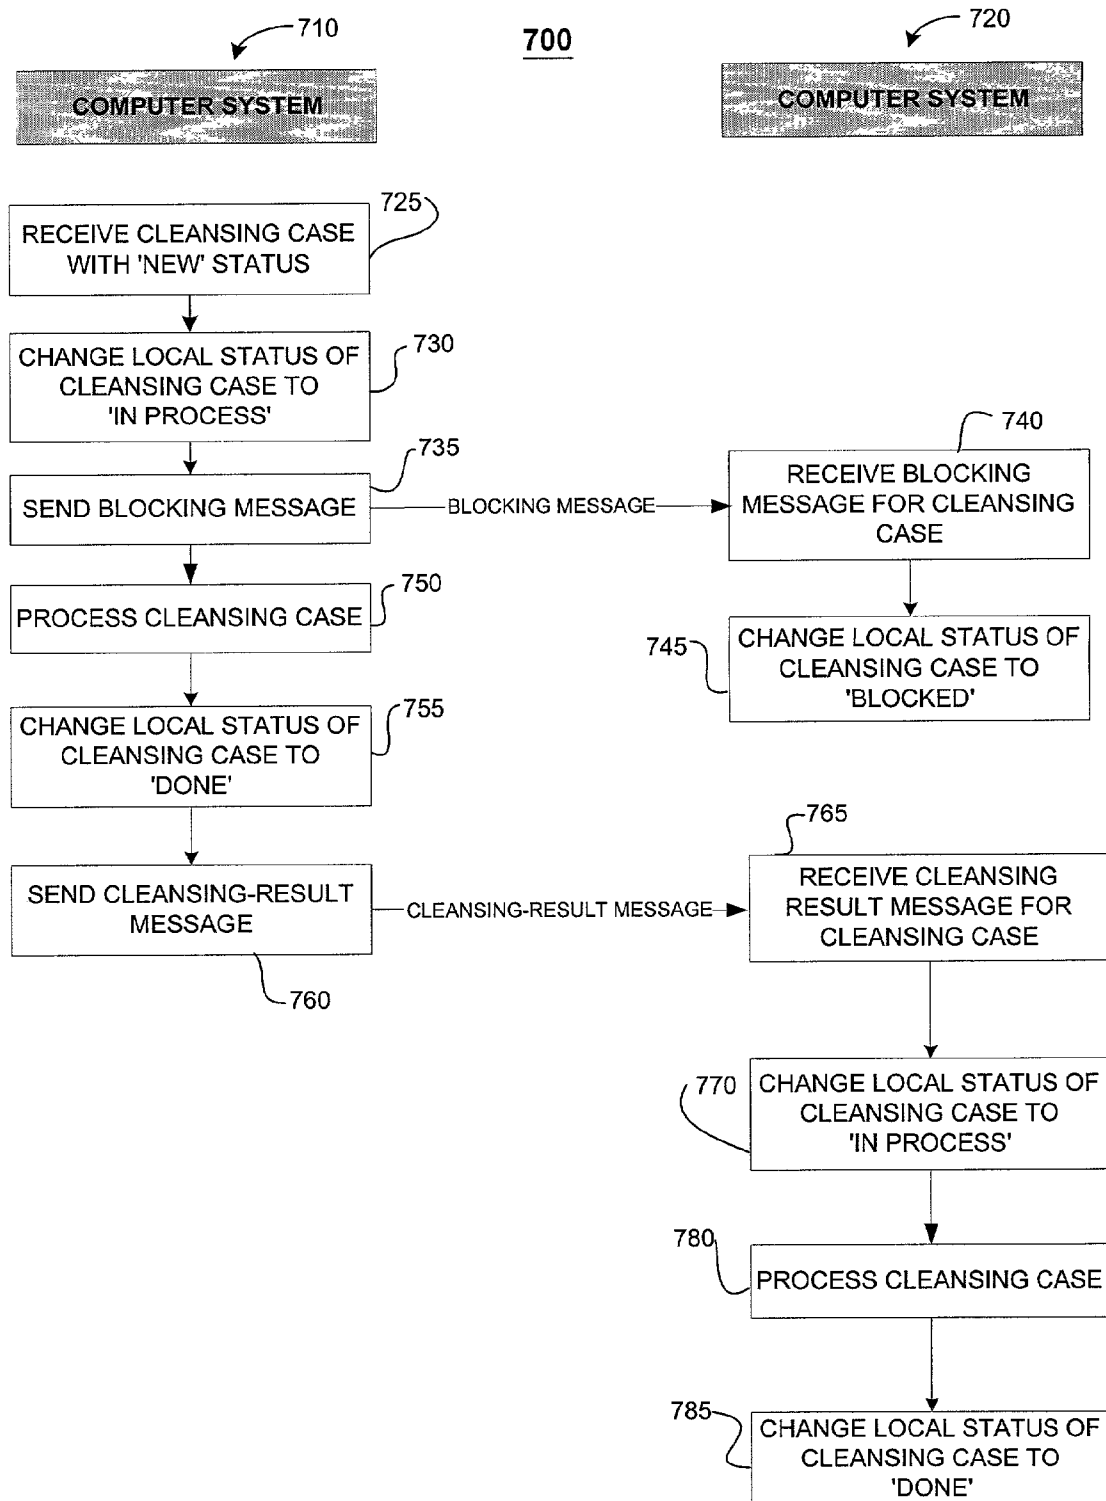 710
700
720
COMPUTER SYSTEM
COMPUTER SYSTEM
725
RECEIVE CLEANSING CASE
WITH 'NEW' STATUS
730
CHANGE LOCAL STATUS OF
CLEANSING CASE TO
'IN PROCESS'
735
SEND BLOCKING MESSAGE
BLOCKING MESSAGE
740
RECEIVE BLOCKING
MESSAGE FOR CLEANSING
CASE
750
PROCESS CLEANSING CASE
745
CHANGE LOCAL STATUS OF
CLEANSING CASE TO
'BLOCKED'
755
CHANGE LOCAL STATUS OF
CLEANSING CASE TO
'DONE'
SEND CLEANSING-RESULT
MESSAGE
760
CLEANSING-RESULT MESSAGE
765
RECEIVE CLEANSING
RESULT MESSAGE FOR
CLEANSING CASE
770
CHANGE LOCAL STATUS OF
CLEANSING CASE TO
'IN PROCESS'
780
PROCESS CLEANSING CASE
785
CHANGE LOCAL STATUS OF
CLEANSING CASE TO
'DONE'